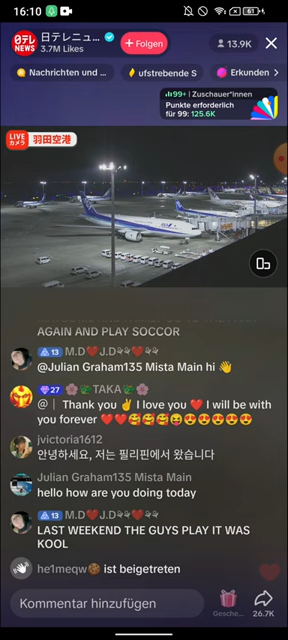 16:10
日テレ
NEWS
日テレニュ...
3.7M Likes
+ Folgen
13.9K
Nachrichten und ...
ufstrebende S
Erkunden >
99+ Zuschauer*innen
Punkte erforderlich
für 99: 125.6K
LIVE
カメラ
羽田空港
AGAIN AND PLAY SOCCOR
13 M.D❤️J.D༊༊❤️༊༊
@Julian Graham135 Mista Main hi 👋
27 🌸🐲TAKA🐲🌸
@ | Thank you ✌️ I love you ❤️ I will be with
you forever ❤️❤️🥰🥰🥰😝😍😍😍😍😍
jvictoria1612
안녕하세요, 저는 필리핀에서 왔습니다
Julian Graham135 Mista Main
hello how are you doing today
13 M.D❤️J.D༊༊❤️༊༊
LAST WEEKEND THE GUYS PLAY IT WAS
KOOL
he1meqw🍪 ist beigetreten
Kommentar hinzufügen
Gesche...
26.7K